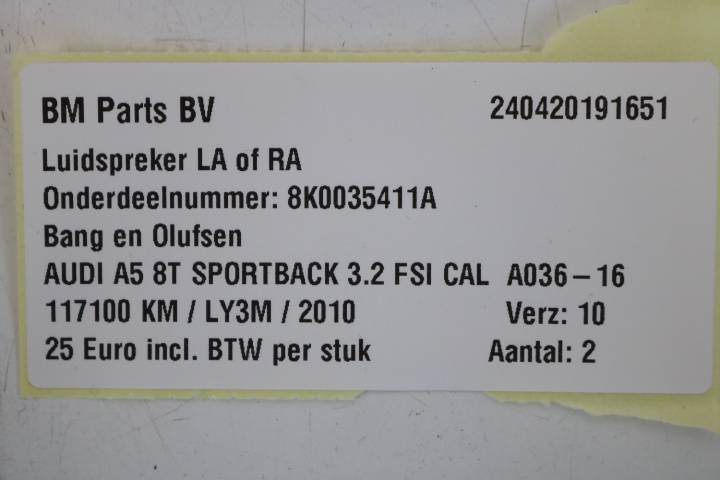 BM Parts BV 240420191651
Luidspreker LA of RA
Onderdeelnummer: 8K0035411A
Bang en Olufsen
AUDI A5 8T SPORTBACK 3.2 FSI CAL A036-16
117100 KM / LY3M / 2010 Verz: 10
25 Euro incl. BTW per stuk Aantal: 2